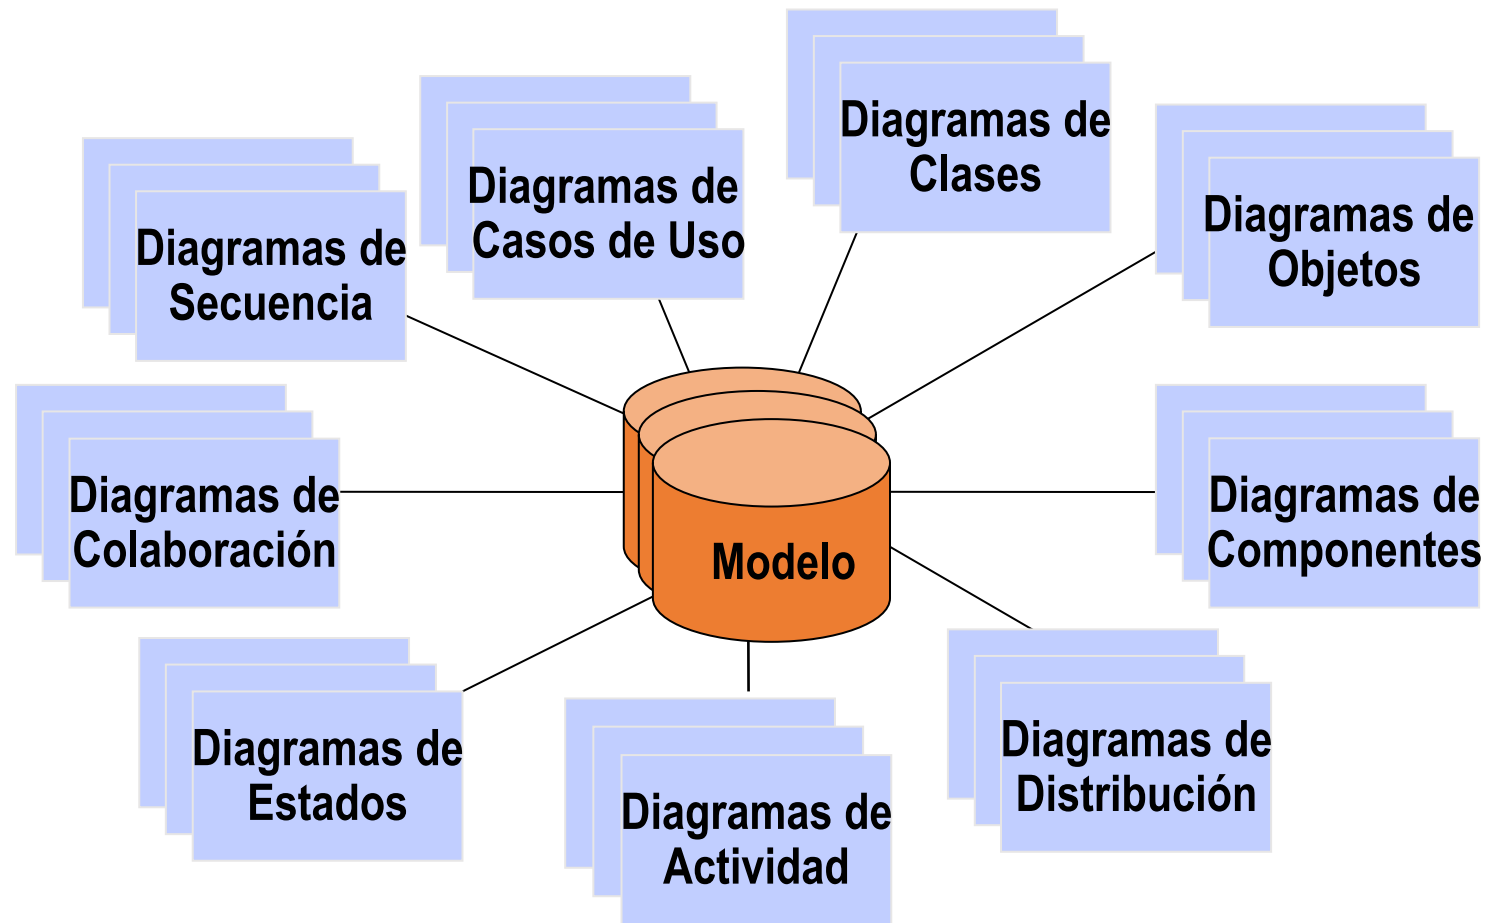 Diagramas de
Clases
Diagramas de
Casos de Uso
Diagramas de
Objetos
Diagramas de
Secuencia
Diagramas de
Colaboración
Modelo
Diagramas de
Componentes
Diagramas de
Estados
Diagramas de
Distribución
Diagramas de
Actividad